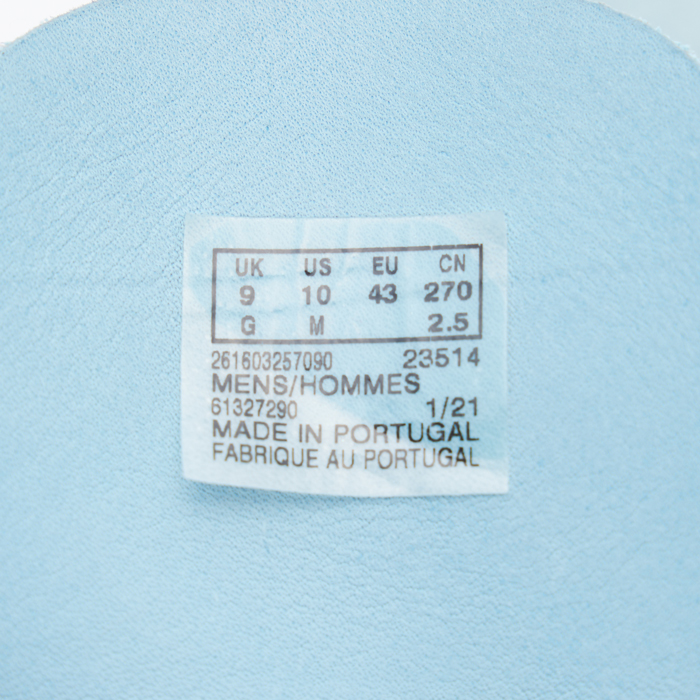 UK US EU CN
9 10 43 270
G M 2.5
261603257090 23514
MENS/HOMMES
61327290 1/21
MADE IN PORTUGAL
FABRIQUE AU PORTUGAL